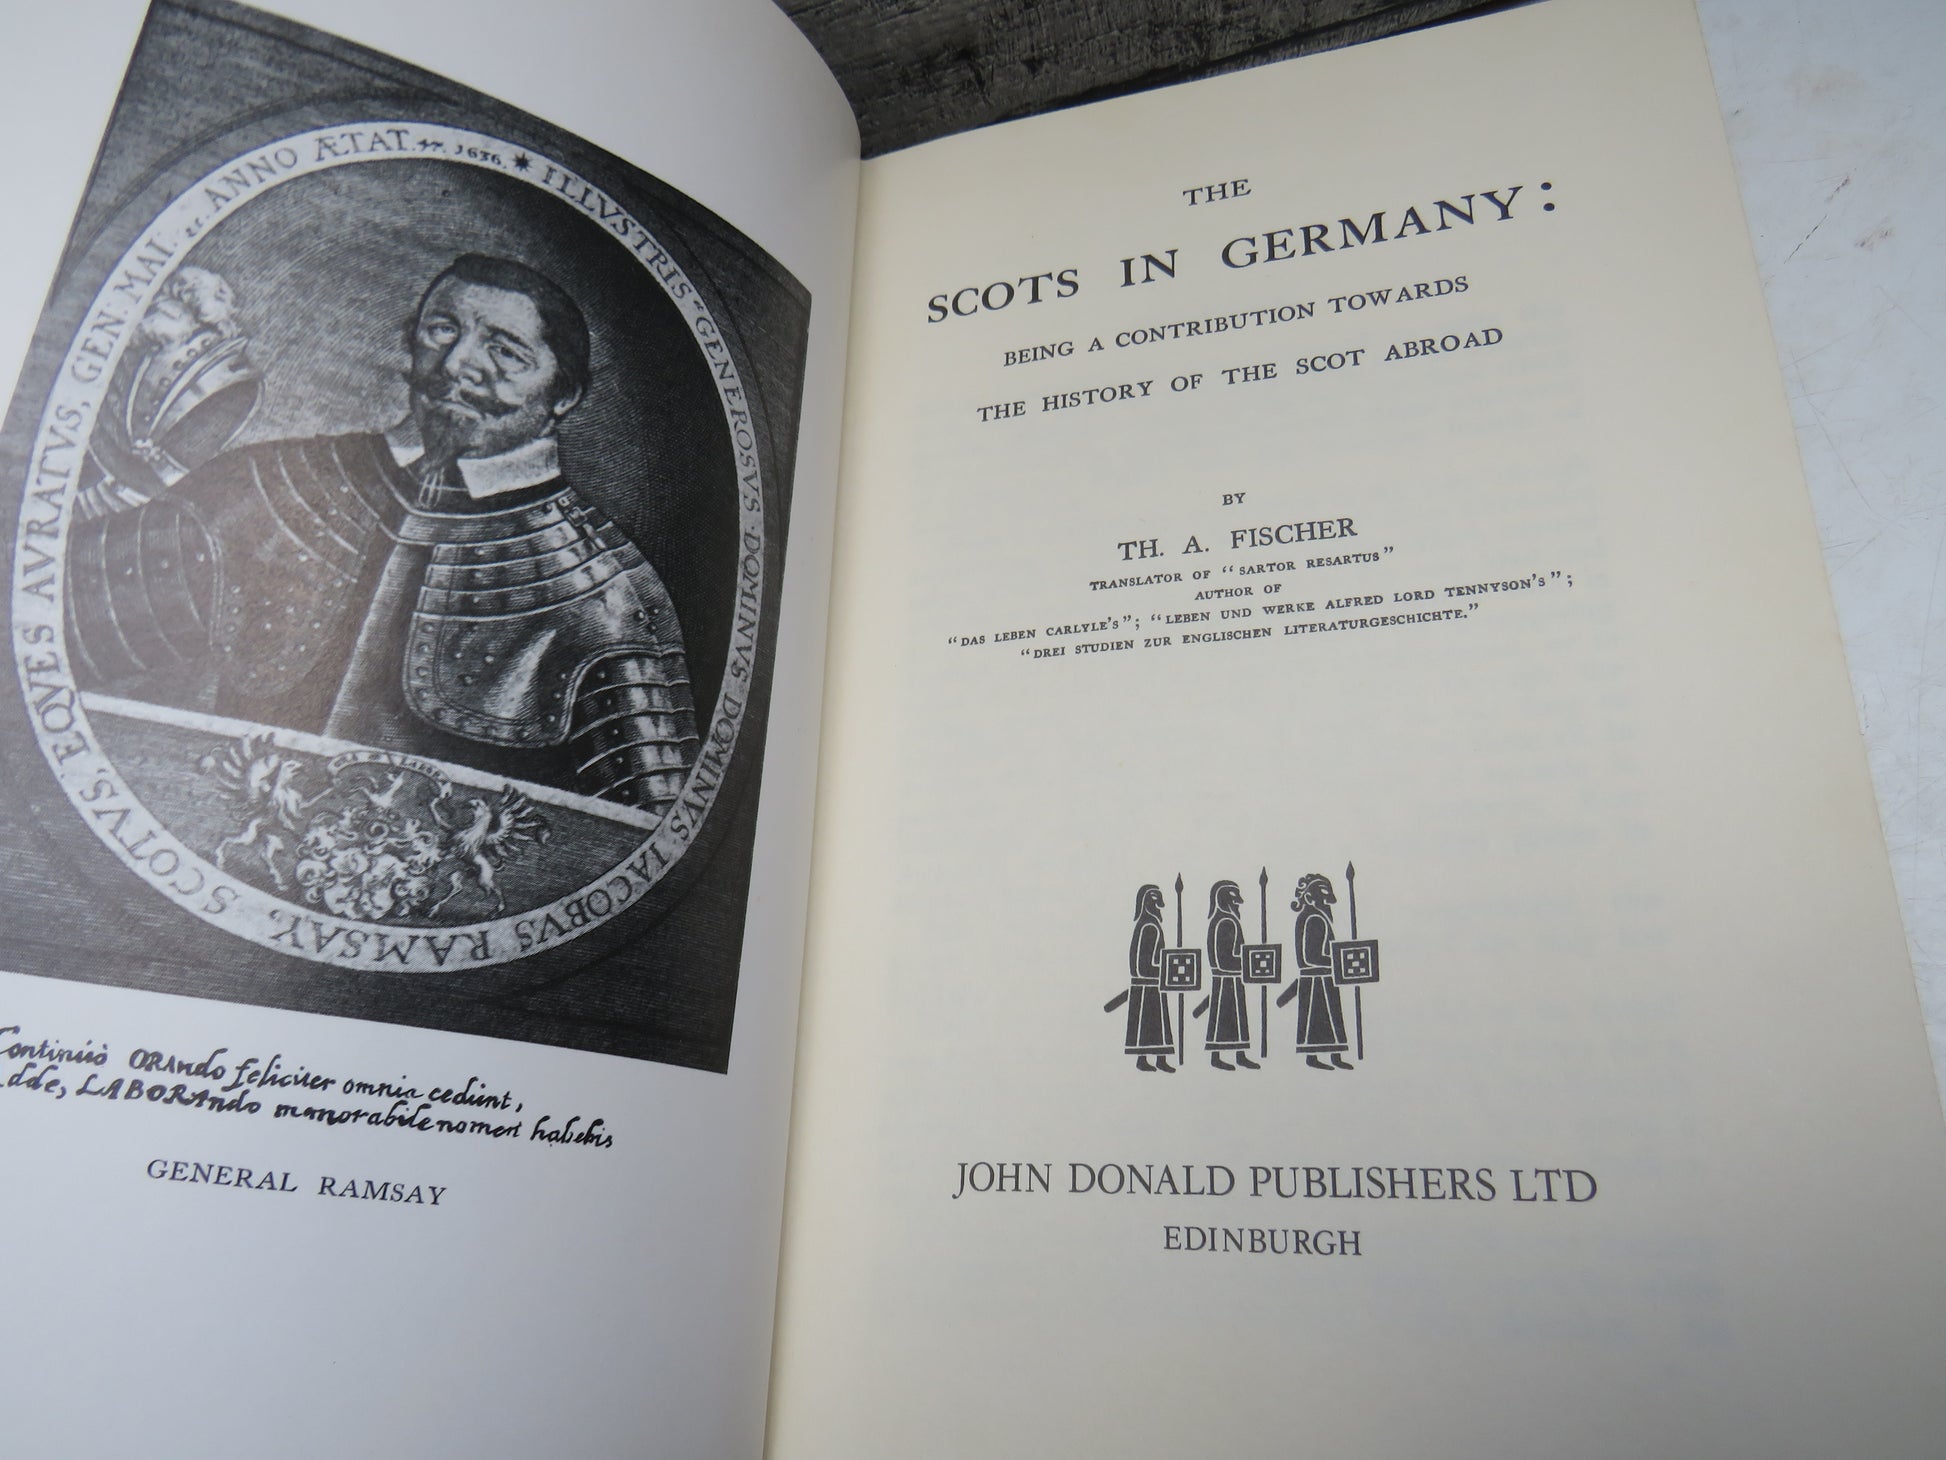 ILLVSTRIS & GENEROSVS DOMINVS DOMINVS IACOBVS RAMSAY, SCOTVS, EQVES AVRATVS, GEN. MAI. &c. ANNO ÆTAT. 47. 1636.
Continúò ORAndo feliciter omnia cedúnt,
LABORAndo memorabile nomen habebis
GENERAL RAMSAY
THE
SCOTS IN GERMANY:
BEING A CONTRIBUTION TOWARDS
THE HISTORY OF THE SCOT ABROAD
BY
TH. A. FISCHER
TRANSLATOR OF "SARTOR RESARTUS"
AUTHOR OF
"DAS LEBEN CARLYLE'S"; "LEBEN UND WERKE ALFRED LORD TENNYSON'S";
"DREI STUDIEN ZUR ENGLISCHEN LITERATURGESCHICHTE."
JOHN DONALD PUBLISHERS LTD
EDINBURGH